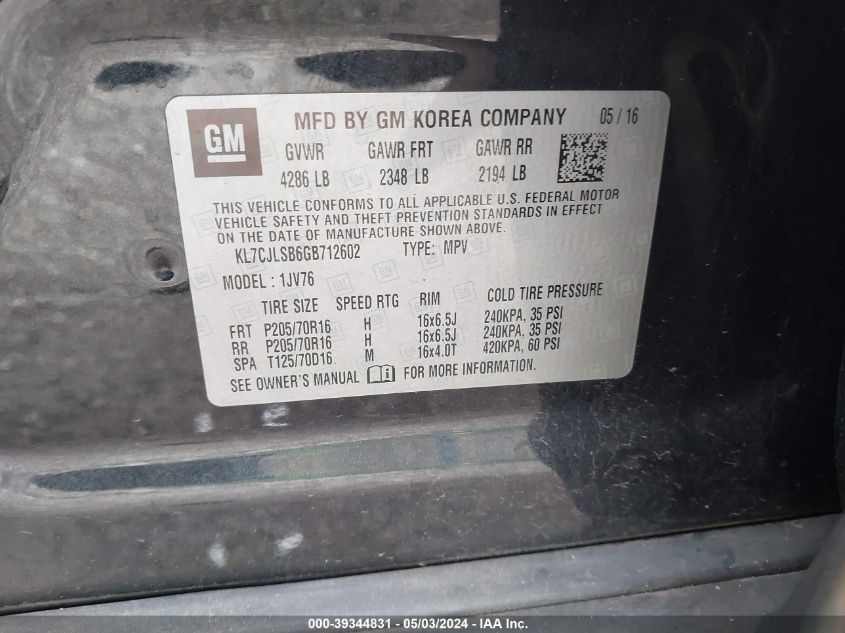 GM
MFD BY GM KOREA COMPANY 05 / 16
GVWR GAWR FRT GAWR RR
4286 LB 2348 LB 2194 LB
THIS VEHICLE CONFORMS TO ALL APPLICABLE U.S. FEDERAL MOTOR
VEHICLE SAFETY AND THEFT PREVENTION STANDARDS IN EFFECT
ON THE DATE OF MANUFACTURE SHOWN ABOVE.
KL7CJLSB6GB712602 TYPE: MPV
MODEL : 1JV76
TIRE SIZE SPEED RTG RIM COLD TIRE PRESSURE
FRT P205/70R16 H 16x6.5J 240KPA, 35 PSI
RR P205/70R16 H 16x6.5J 240KPA, 35 PSI
SPA T125/70D16 M 16x4.0T 420KPA, 60 PSI
SEE OWNER'S MANUAL FOR MORE INFORMATION.
000-39344831 - 05/03/2024 - IAAI.COM